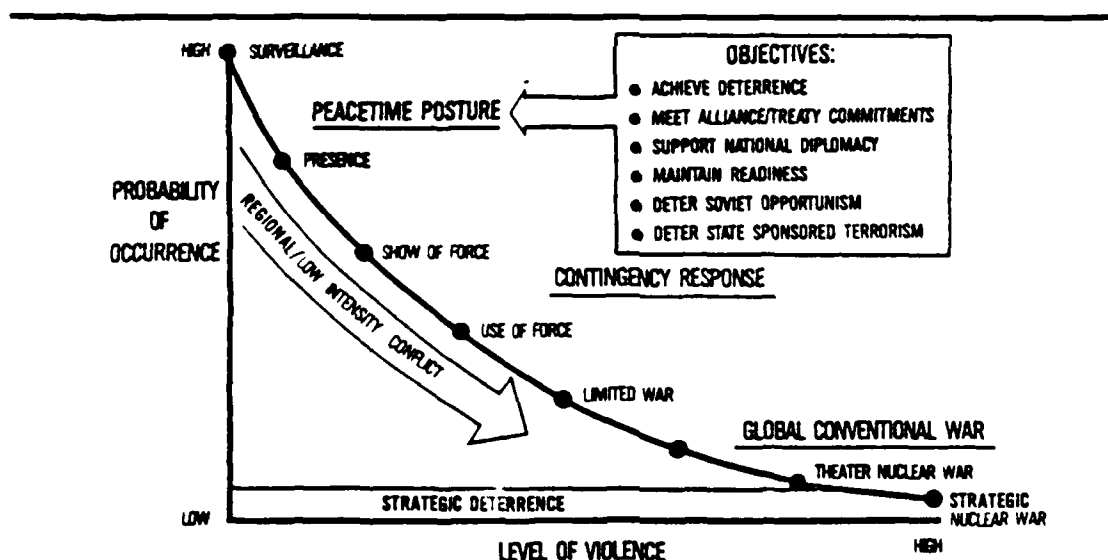 HIGH
SURVEILLANCE
OBJECTIVES:
● ACHIEVE DETERRENCE
● MEET ALLIANCE/TREATY COMMITMENTS
● SUPPORT NATIONAL DIPLOMACY
● MAINTAIN READINESS
● DETER SOVIET OPPORTUNISM
● DETER STATE SPONSORED TERRORISM
PEACETIME POSTURE
PRESENCE
PROBABILITY
OF
OCCURRENCE
REGIONAL/LOW INTENSITY CONFLICT
SHOW OF FORCE
CONTINGENCY RESPONSE
USE OF FORCE
LIMITED WAR
GLOBAL CONVENTIONAL WAR
THEATER NUCLEAR WAR
STRATEGIC DETERRENCE
STRATEGIC
NUCLEAR WAR
LOW
HIGH
LEVEL OF VIOLENCE